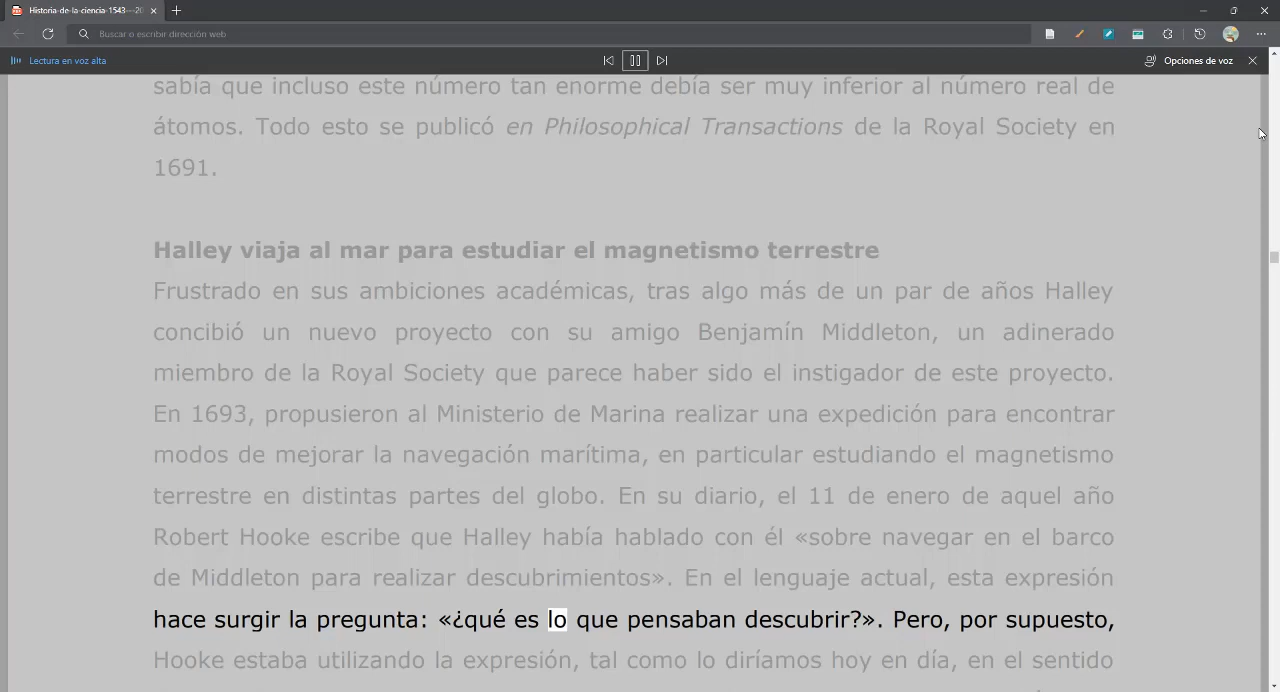 Historia-de-la-ciencia-1543---20
Buscar o escribir dirección web
Lectura en voz alta
Opciones de voz
sabía que incluso este número tan enorme debía ser muy inferior al número real de
átomos. Todo esto se publicó en Philosophical Transactions de la Royal Society en
1691.
Halley viaja al mar para estudiar el magnetismo terrestre
Frustrado en sus ambiciones académicas, tras algo más de un par de años Halley
concibió un nuevo proyecto con su amigo Benjamín Middleton, un adinerado
miembro de la Royal Society que parece haber sido el instigador de este proyecto.
En 1693, propusieron al Ministerio de Marina realizar una expedición para encontrar
modos de mejorar la navegación marítima, en particular estudiando el magnetismo
terrestre en distintas partes del globo. En su diario, el 11 de enero de aquel año
Robert Hooke escribe que Halley había hablado con él «sobre navegar en el barco
de Middleton para realizar descubrimientos». En el lenguaje actual, esta expresión
hace surgir la pregunta: «¿qué es lo que pensaban descubrir?». Pero, por supuesto,
Hooke estaba utilizando la expresión, tal como lo diríamos hoy en día, en el sentido